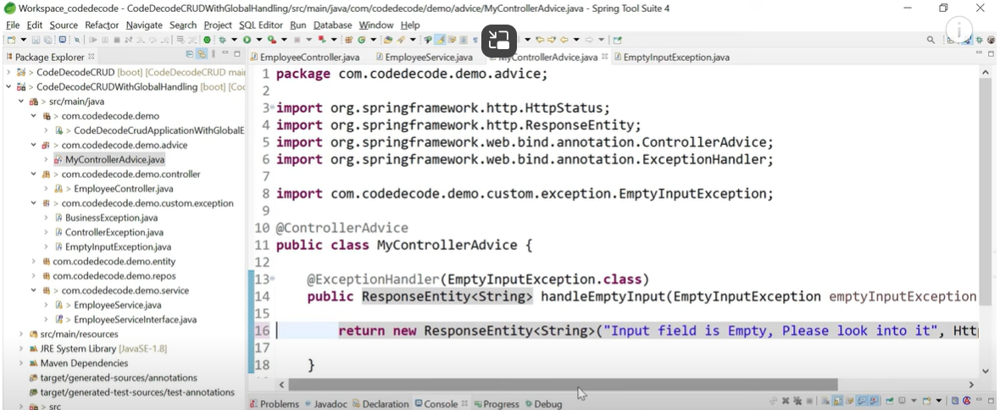 Workspace_codedecode - CodeDecodeCRUDWithGlobalHandling/src/main/java/com/codedecode/demo/advice/MyControllerAdvice.java - Spring Tool Suite 4
File Edit Source Refactor Navigate Search Project SQL Editor Run Database Window Help
Package Explorer
EmployeeController.java
EmployeeService.java
MyControllerAdvice.java
EmptyInputException.java
> CodeDecodeCRUD [boot] [CodeDecodeCRUD mai
> CodeDecodeCRUDWithGlobalHandling [boot] [Coc
> src/main/java
> com.codedecode.demo
> CodeDecodeCrudApplicationWithGlobalE
> com.codedecode.demo.advice
> MyControllerAdvice.java
> com.codedecode.demo.controller
> EmployeeController.java
> com.codedecode.demo.custom.exception
BusinessException.java
ControllerException.java
EmptyInputException.java
com.codedecode.demo.entity
com.codedecode.demo.repos
> com.codedecode.demo.service
> EmployeeService.java
> EmployeeServiceInterface.java
src/main/resources
JRE System Library [JavaSE-1.8]
Maven Dependencies
target/generated-sources/annotations
target/generated-test-sources/test-annotations
> src
1 package com.codedecode.demo.advice;
2
3 import org.springframework.http.HttpStatus;
4 import org.springframework.http.ResponseEntity;
5 import org.springframework.web.bind.annotation.ControllerAdvice;
6 import org.springframework.web.bind.annotation.ExceptionHandler;
7
8 import com.codedecode.demo.custom.exception.EmptyInputException;
9
10 @ControllerAdvice
11 public class MyControllerAdvice {
12
13 @ExceptionHandler(EmptyInputException.class)
14 public ResponseEntity<String> handleEmptyInput(EmptyInputException emptyInputException
15
16 return new ResponseEntity<String>("Input field is Empty, Please look into it", Htt
17
18 }
Problems Javadoc Declaration Console Progress Debug